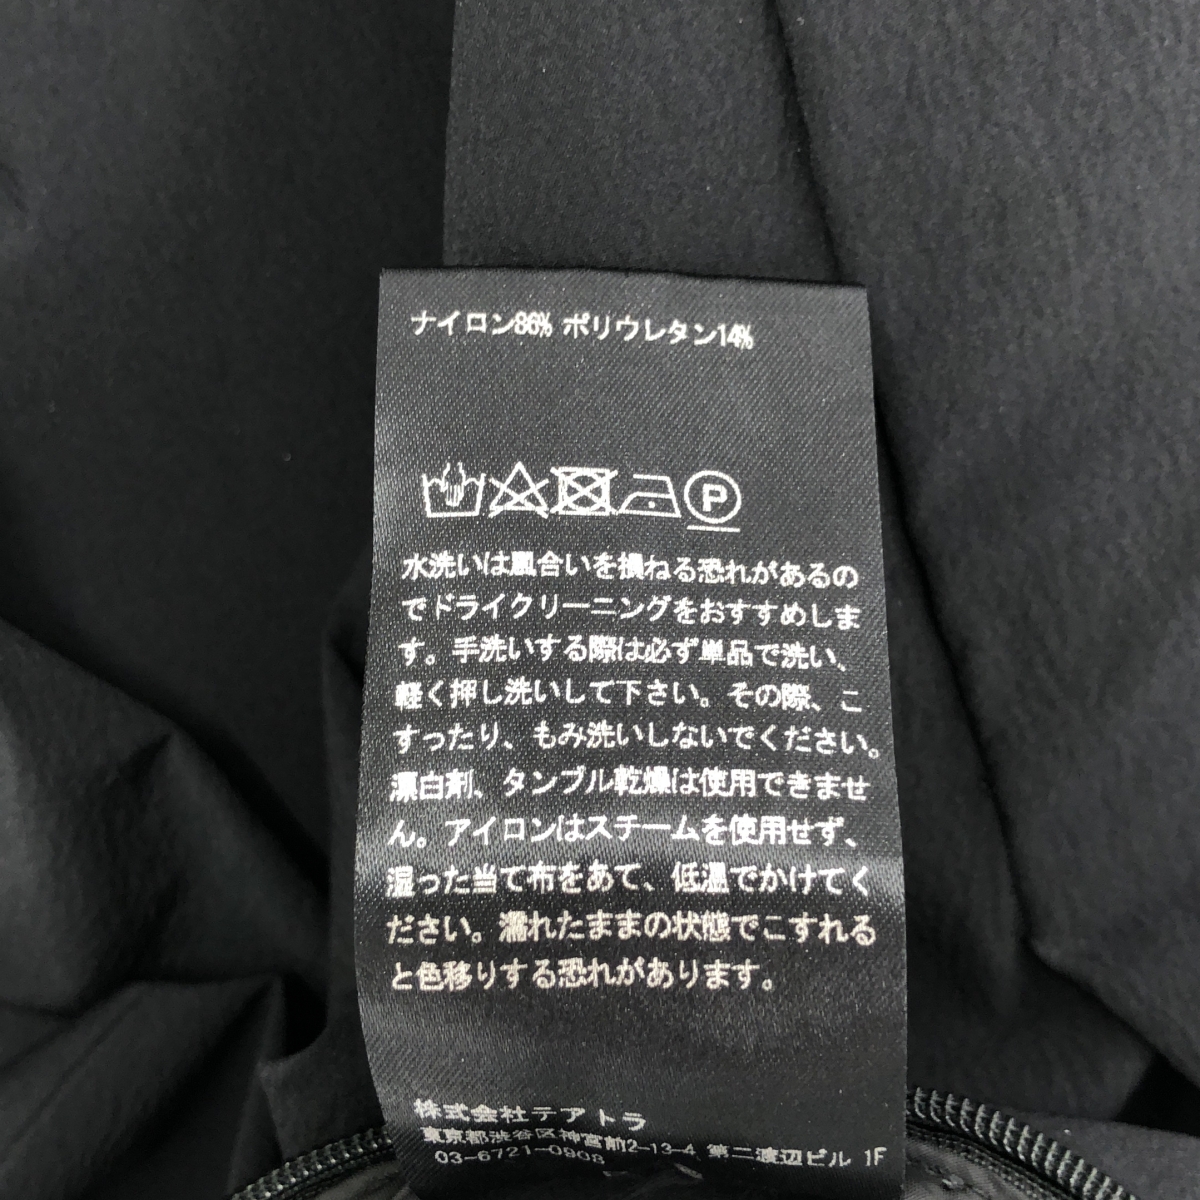 ナイロン86% ポリウレタン14%
P
水洗いは風合いを損ねる恐れがあるの
でドライクリーニングをおすすめしま
す。手洗いする際は必ず単品で洗い、
軽く押し洗いして下さい。その際、こ
すったり、もみ洗いしないでください。
漂白剤、タンブル乾燥は使用できませ
ん。アイロンはスチームを使用せず、
湿った当て布をあて、低温でかけてく
ださい。濡れたままの状態でこすれる
と色移りする恐れがあります。
株式会社テアトラ
東京都渋谷区神宮前2-13-4 第二渡辺ビル 1F
03-6721-0908